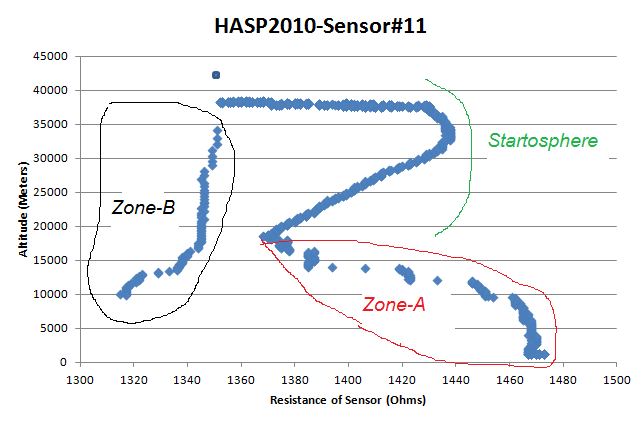 HASP2010-Sensor#11
45000
40000
35000
30000
25000
20000
15000
10000
5000
0
Altitude (Meters)
Startosphere
Zone-B
Zone-A
1300 1320 1340 1360 1380 1400 1420 1440 1460 1480 1500
Resistance of Sensor (Ohms)